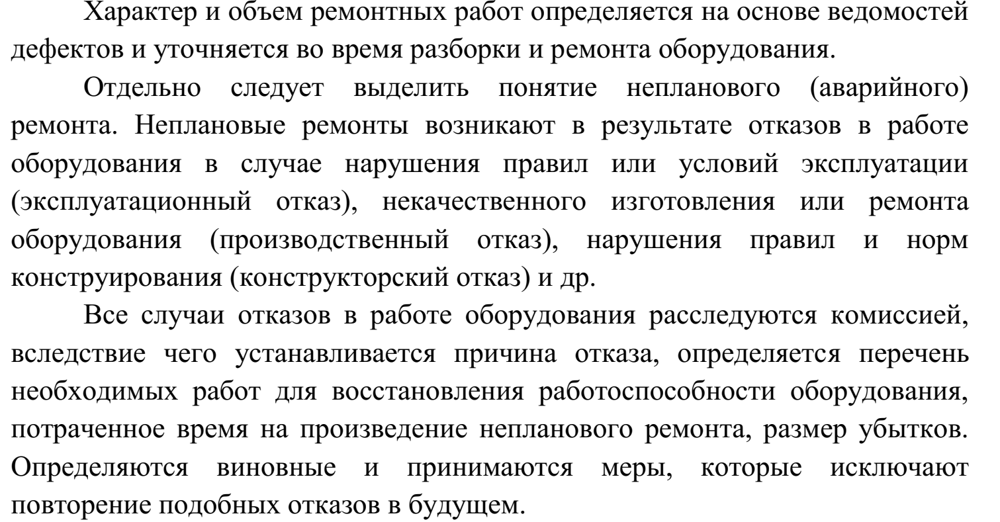 Характер и объем ремонтных работ определяется на основе ведомостей
дефектов и уточняется во время разборки и ремонта оборудования.
Отдельно следует выделить понятие непланового (аварийного)
ремонта. Неплановые ремонты возникают в результате отказов в работе
оборудования в случае нарушения правил или условий эксплуатации
(эксплуатационный отказ), некачественного изготовления или ремонта
оборудования (производственный отказ), нарушения правил и норм
конструирования (конструкторский отказ) и др.
Все случаи отказов в работе оборудования расследуются комиссией,
вследствие чего устанавливается причина отказа, определяется перечень
необходимых работ для восстановления работоспособности оборудования,
потраченное время на произведение непланового ремонта, размер убытков.
Определяются виновные и принимаются меры, которые исключают
повторение подобных отказов в будущем.